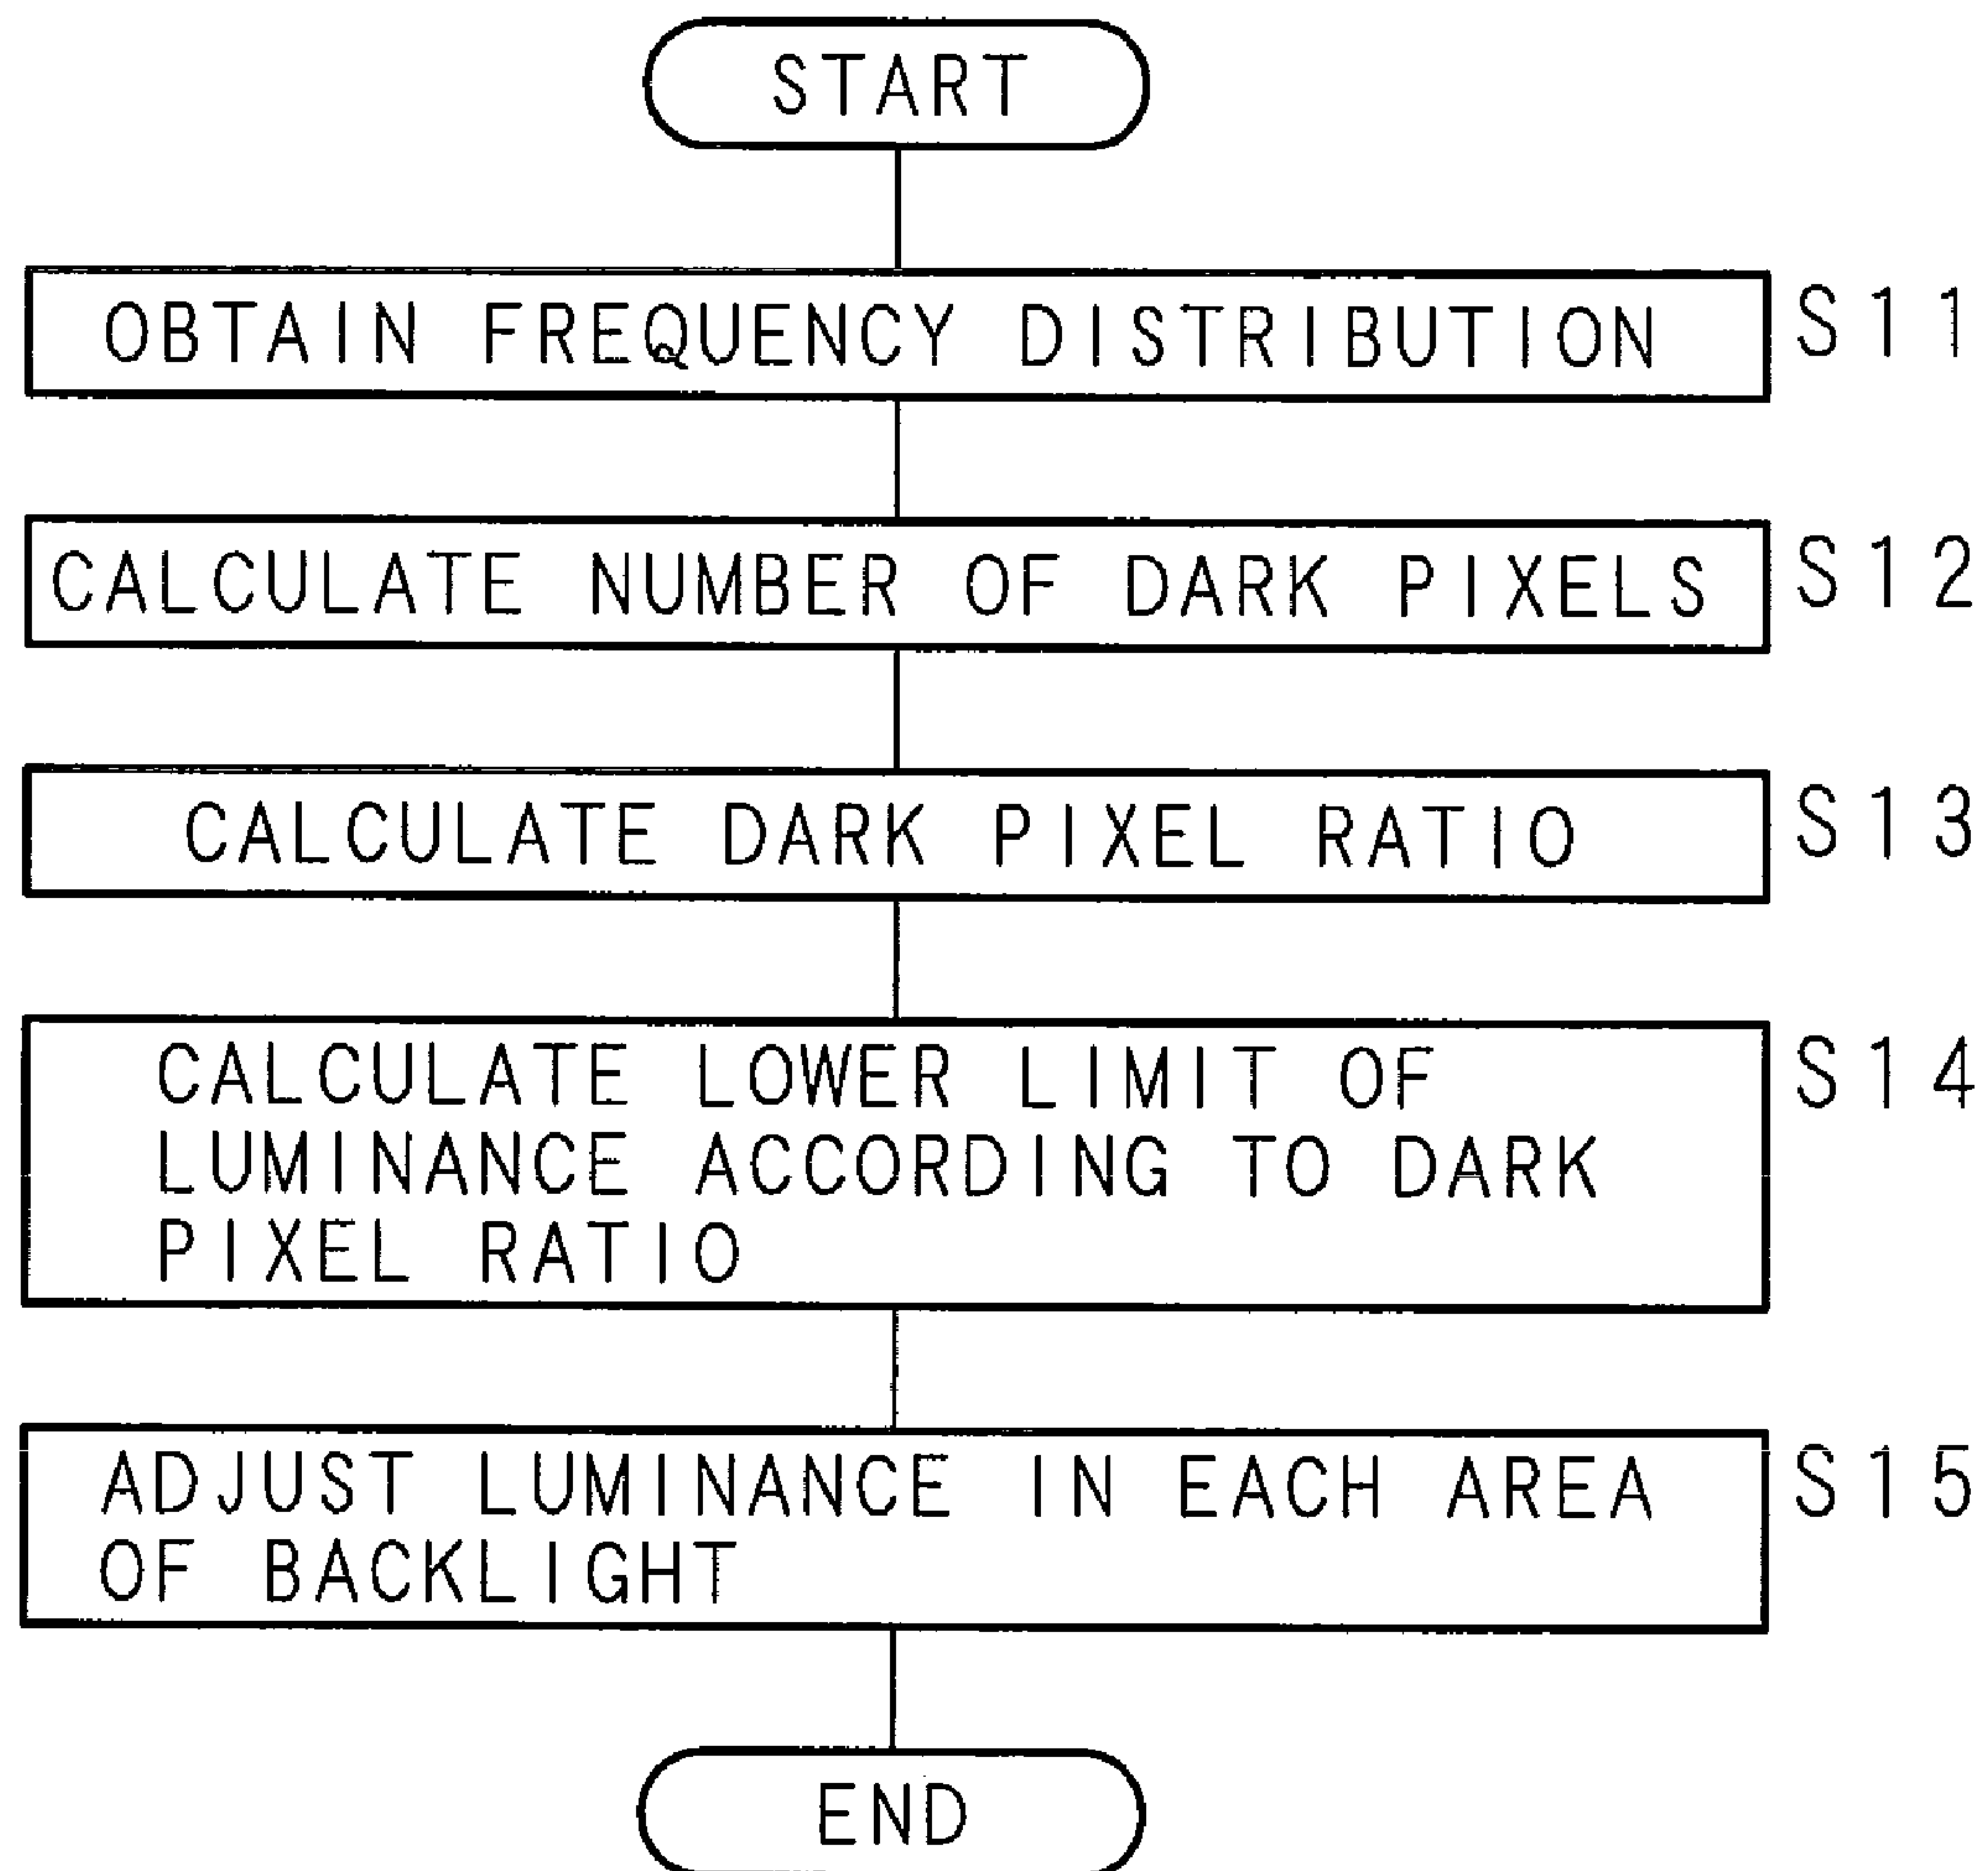 START
OBTAIN FREQUENCY DISTRIBUTION S11
CALCULATE NUMBER OF DARK PIXELS S12
CALCULATE DARK PIXEL RATIO S13
CALCULATE LOWER LIMIT OF S14
LUMINANCE ACCORDING TO DARK
PIXEL RATIO
ADJUST LUMINANCE IN EACH AREA S15
OF BACKLIGHT
END